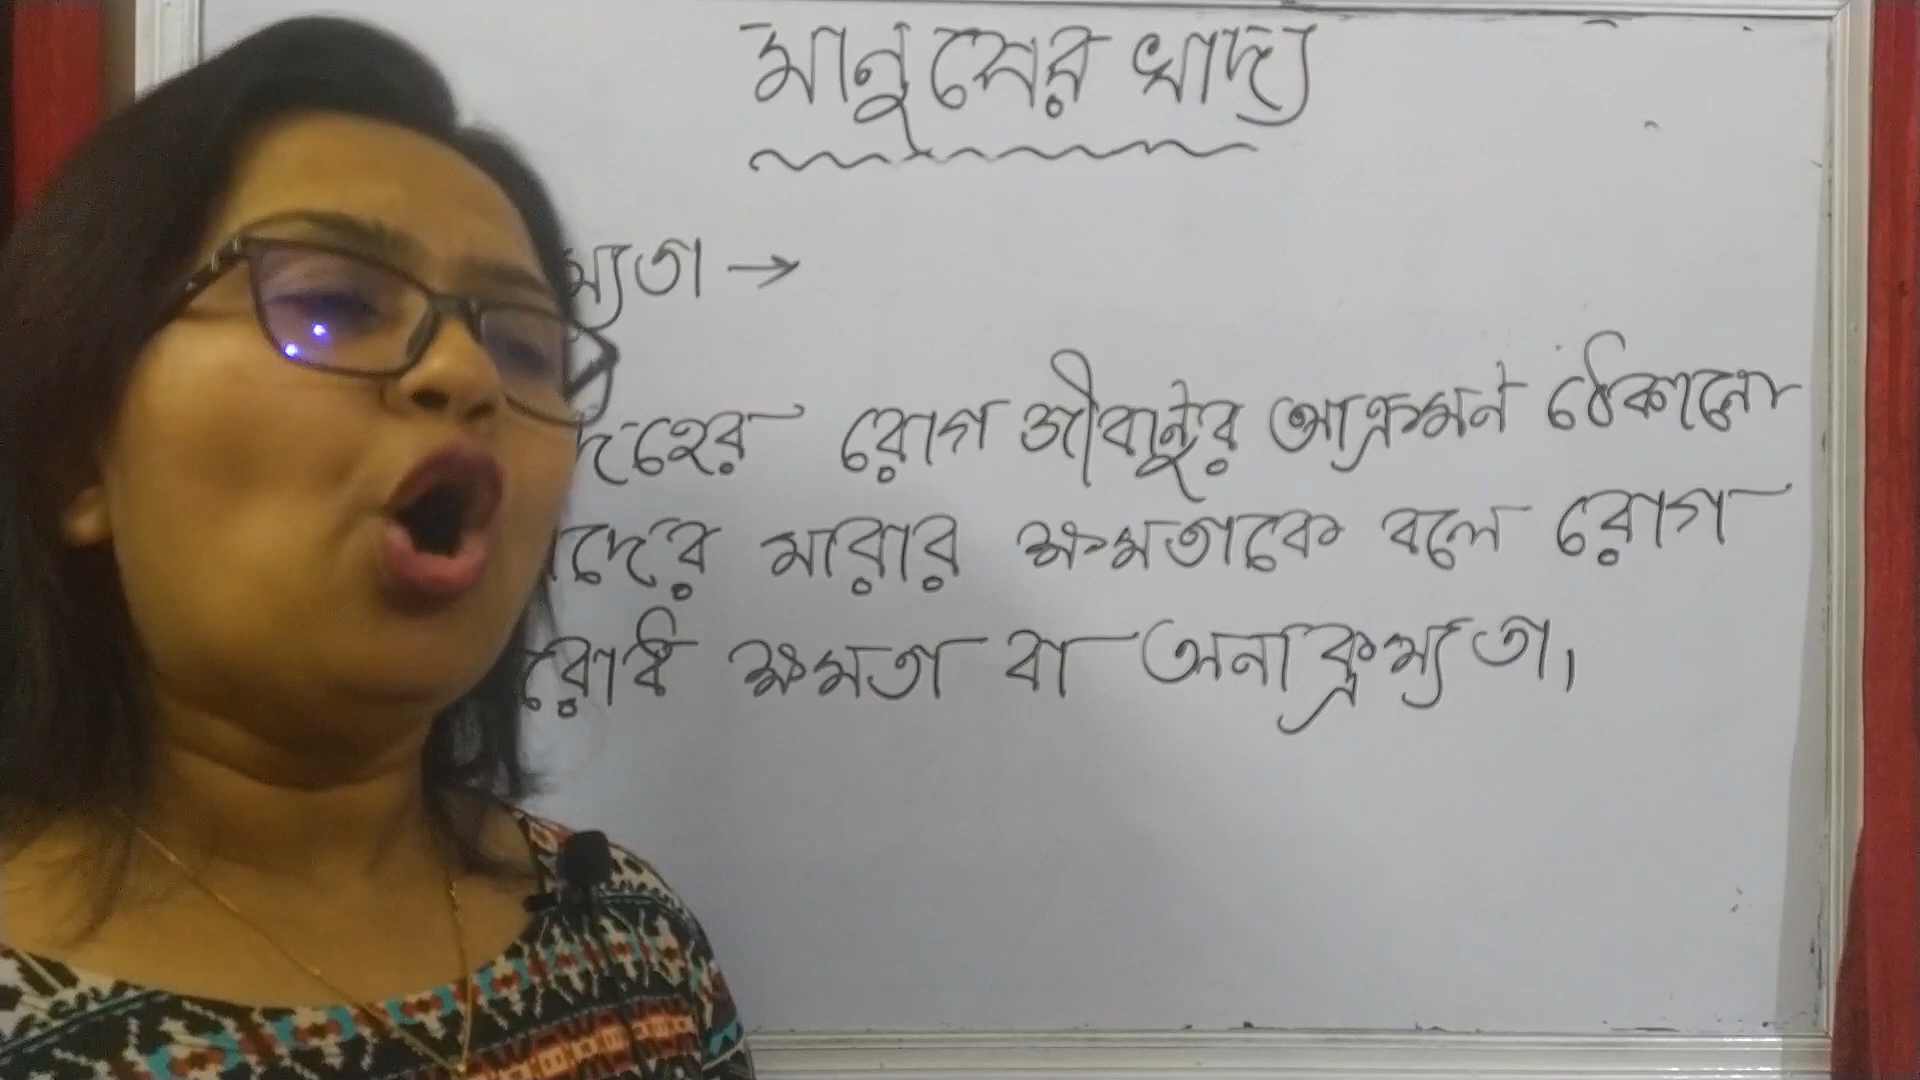 মানুসের খাদ্য
ম্যতা →
দেহের রোগ জীবানুর আক্রমন ঠেকানো
াদের মারার ক্ষমতাকে বলে রোগ
রোধি ক্ষমতা বা অনাক্রম্যতা।